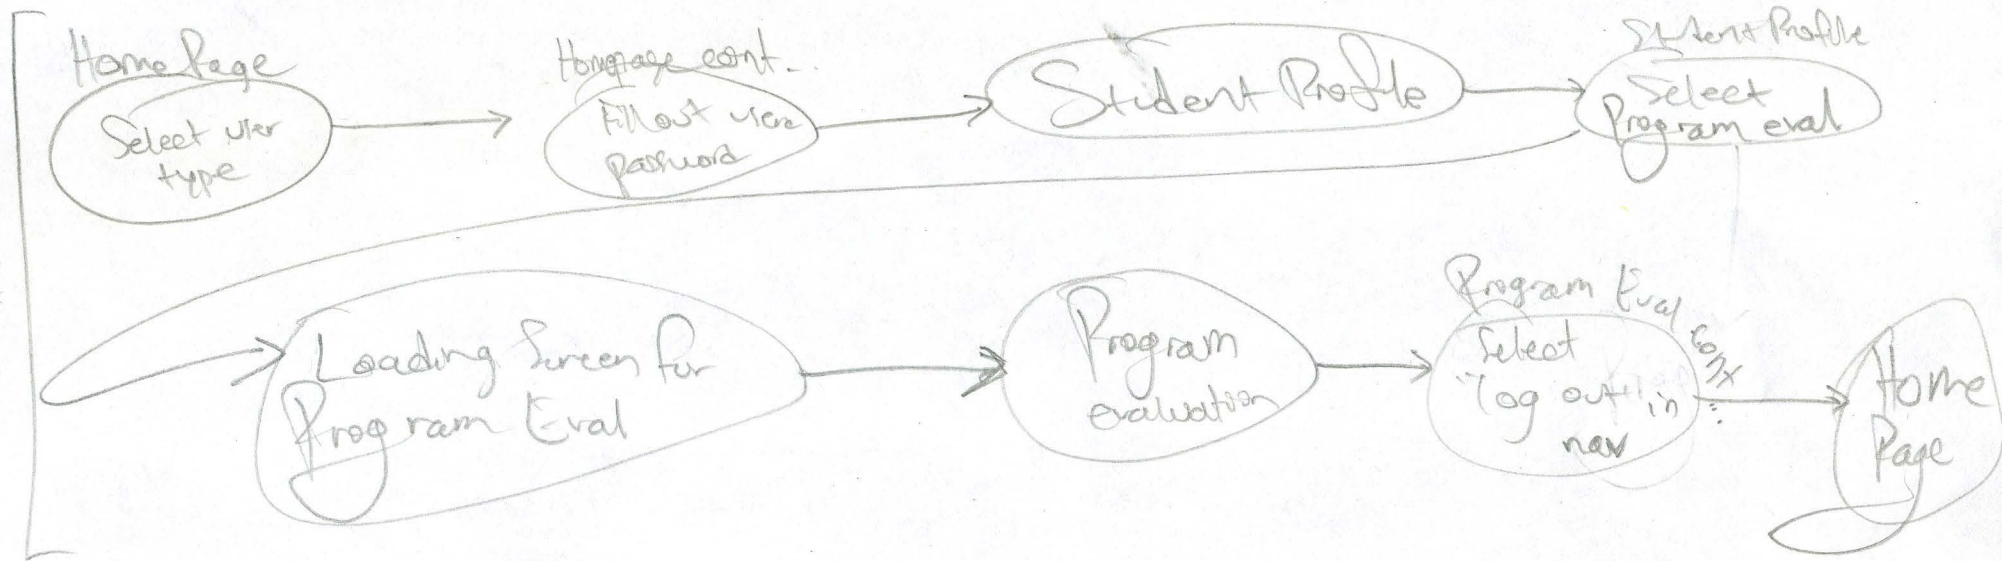 Home Page
Select user
type
Homepage cont..
Fill out user
password
Student Profile
Student Profile
Select
Program eval
Loading Screen for
Program Eval
Program
evaluation
Program Eval
cont...
Select
"log out" in
nav
Home
Page